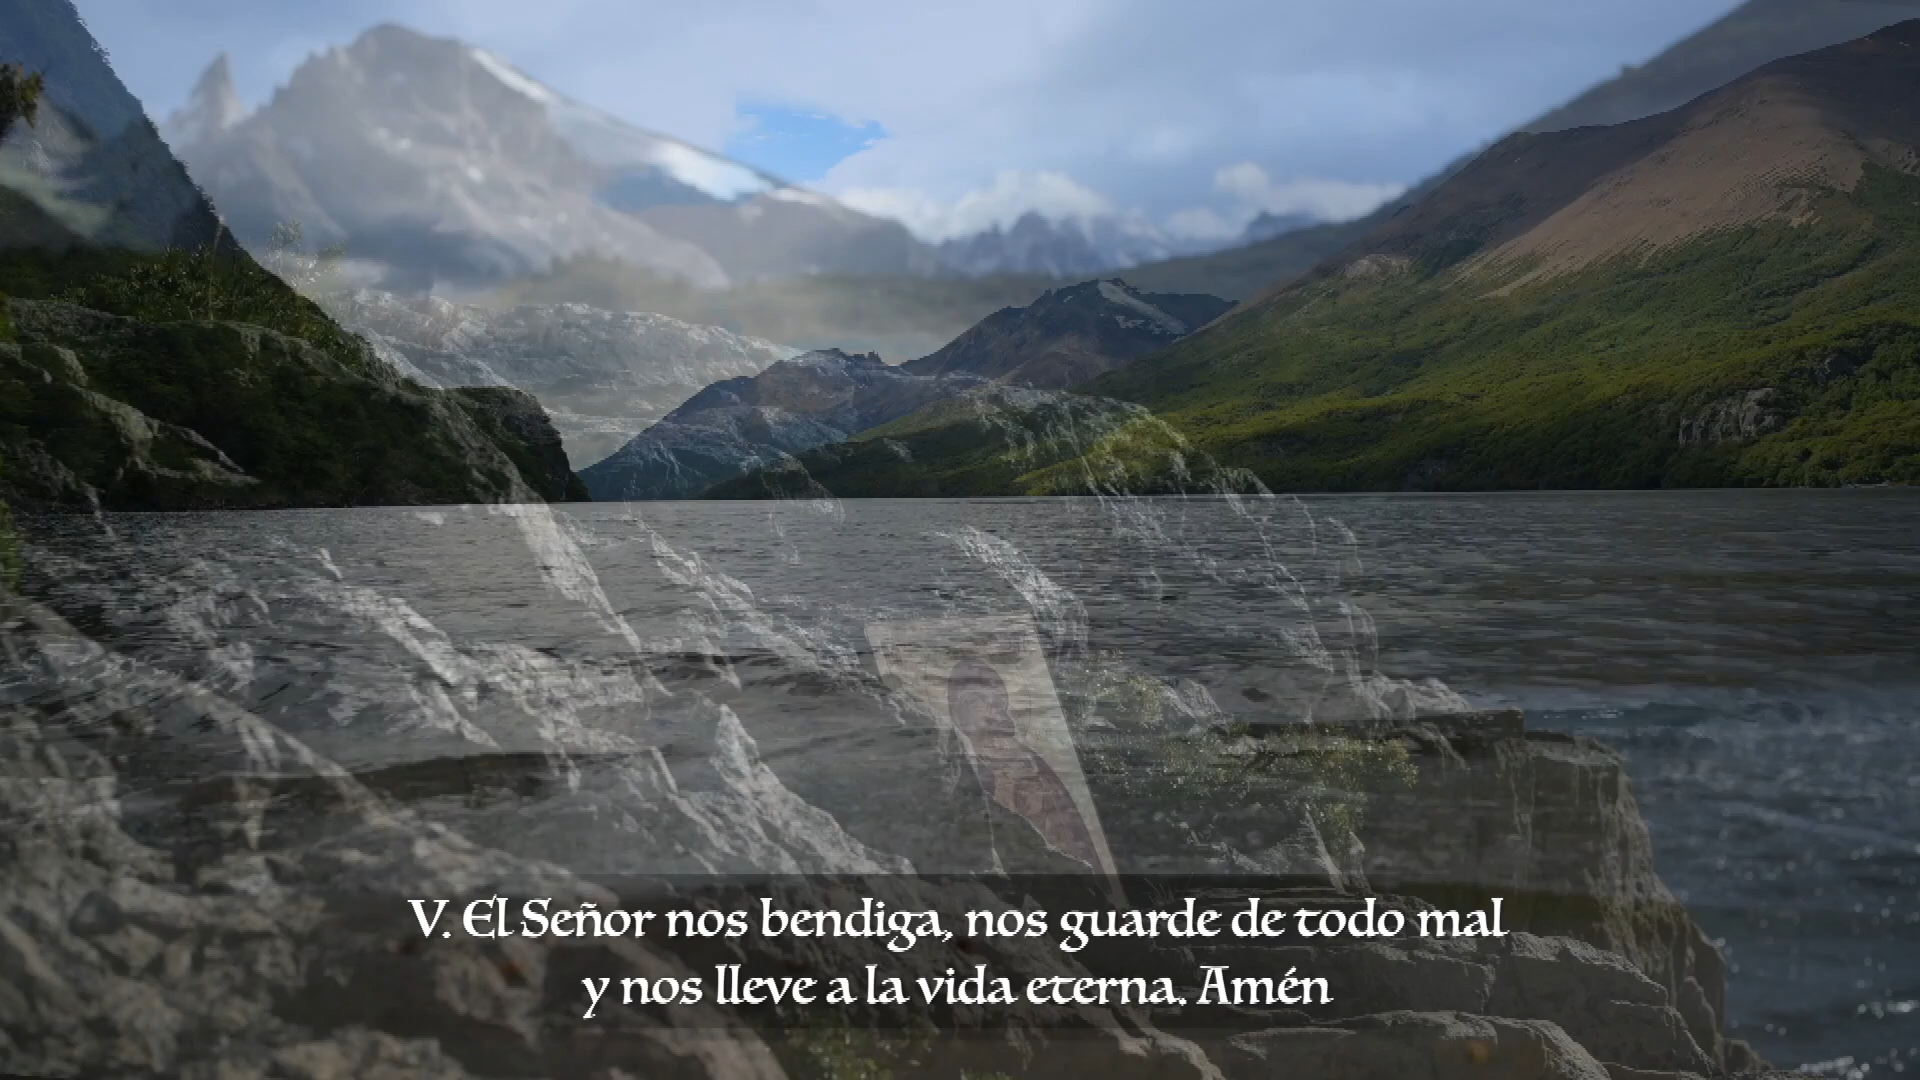 V. El Señor nos bendiga, nos guarde de todo mal
y nos lleve a la vida eterna. Amén